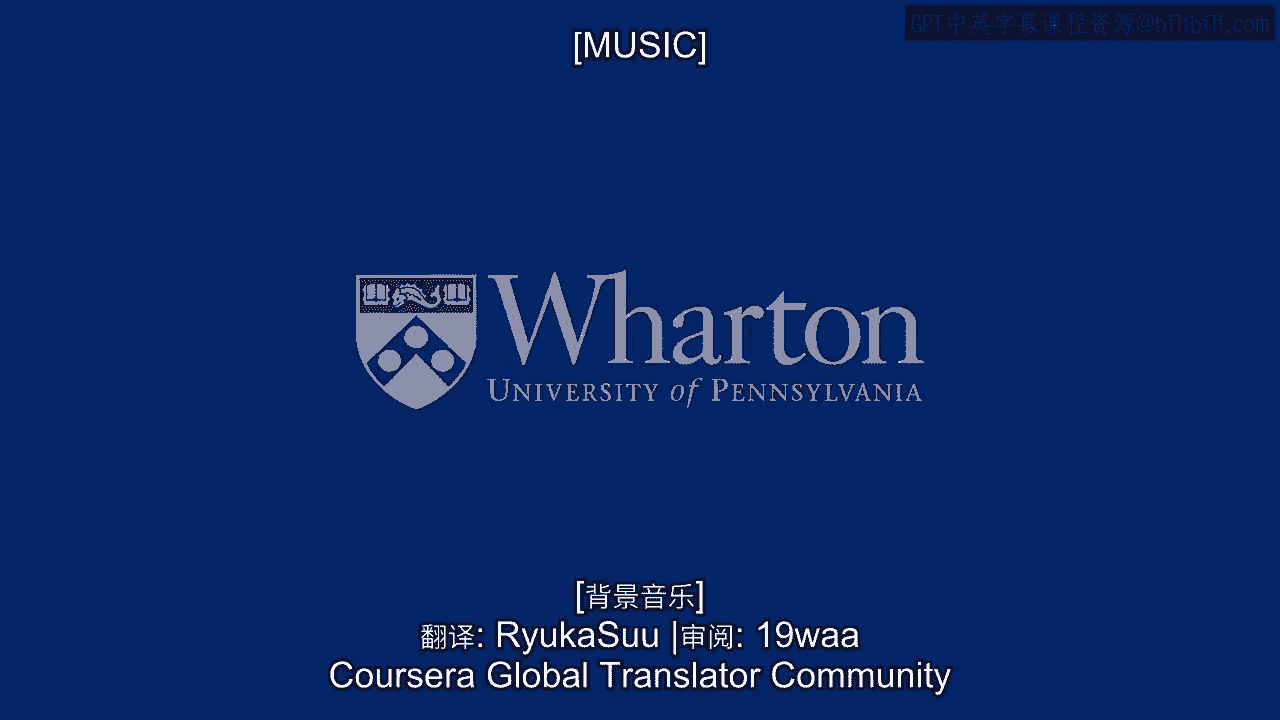 GPT中英字幕课程资源@bilibili.com
[MUSIC]
Wharton
UNIVERSITY of PENNSYLVANIA
[背景音乐]
翻译: RyukaSuu |审阅: 19waa
Coursera Global Translator Community